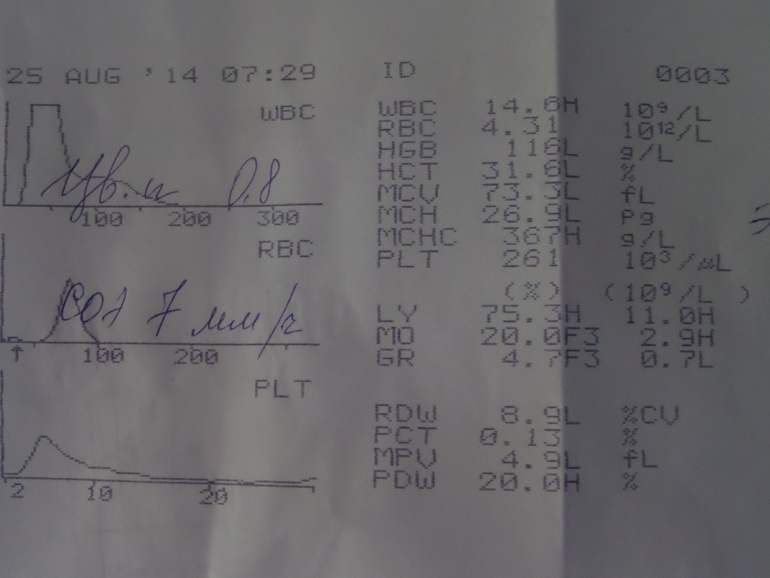 25 AUG '14 07:29 ID 0003
WBC
WBC 14.6H 10⁹/L
RBC 4.31 10¹²/L
HGB 116L g/L
HCT 31.6L %
MCV 73.3L fL
MCH 26.9L Pg
MCHC 367H g/L
PLT 261 10³/µL
Цв. п 0.8
100 200 300
RBC
СОЭ 7 мм/ч
100 200
(%) (10⁹/L )
LY 75.3H 11.0H
MO 20.0F3 2.9H
GR 4.7F3 0.7L
PLT
RDW 8.9L %CV
PCT 0.13 %
MPV 4.9L fL
PDW 20.0H %
2 10 20